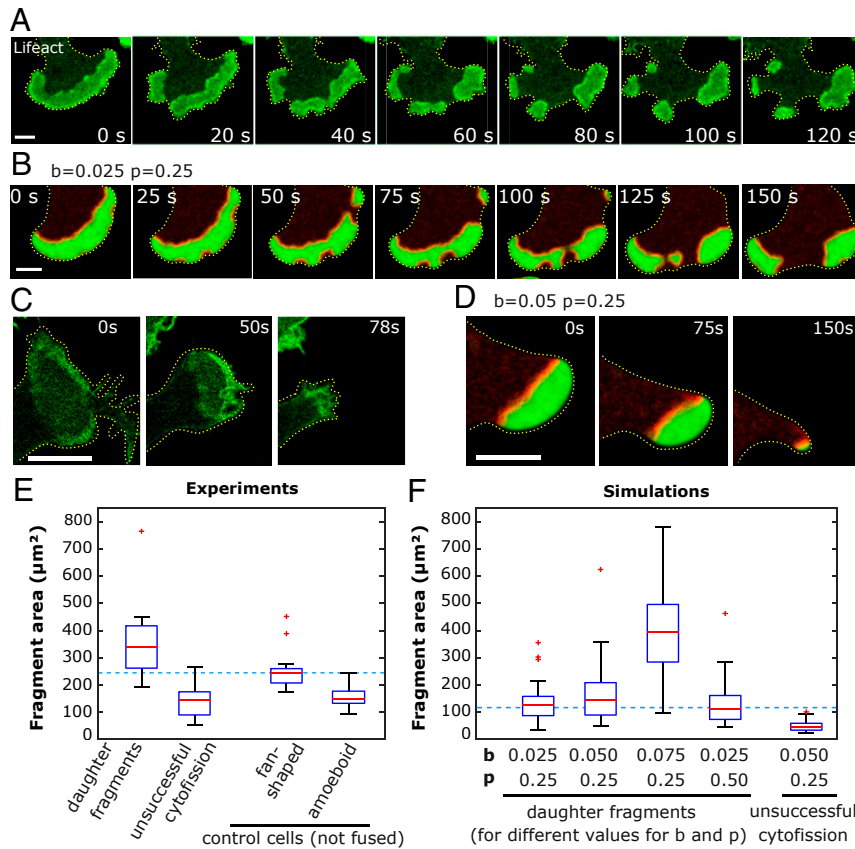 A
Lifeact
0 s
20 s
40 s
60 s
80 s
100 s
120 s
B
b=0.025 p=0.25
0 s
25 s
50 s
75 s
100 s
125 s
150 s
C
0s
50s
78s
D
b=0.05 p=0.25
0s
75s
150s
E
Experiments
Fragment area (μm²)
800
700
600
500
400
300
200
100
0
daughter
fragments
unsuccessful
cytofission
fan-
shaped
amoeboid
control cells (not fused)
F
Simulations
Fragment area (μm²)
800
700
600
500
400
300
200
100
0
b 0.025 0.050 0.075 0.025 0.050
p 0.25 0.25 0.25 0.50 0.25
daughter fragments
(for different values for b and p)
unsuccessful
cytofission